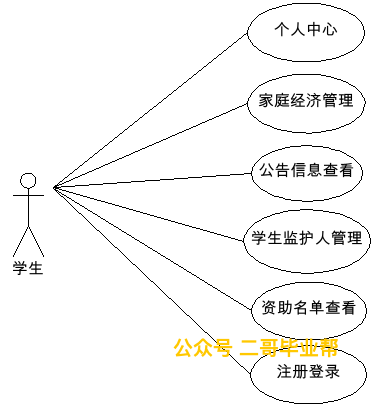 个人中心
家庭经济管理
公告信息查看
学生监护人管理
学生
资助名单查看
公众号 二哥毕业帮
注册登录